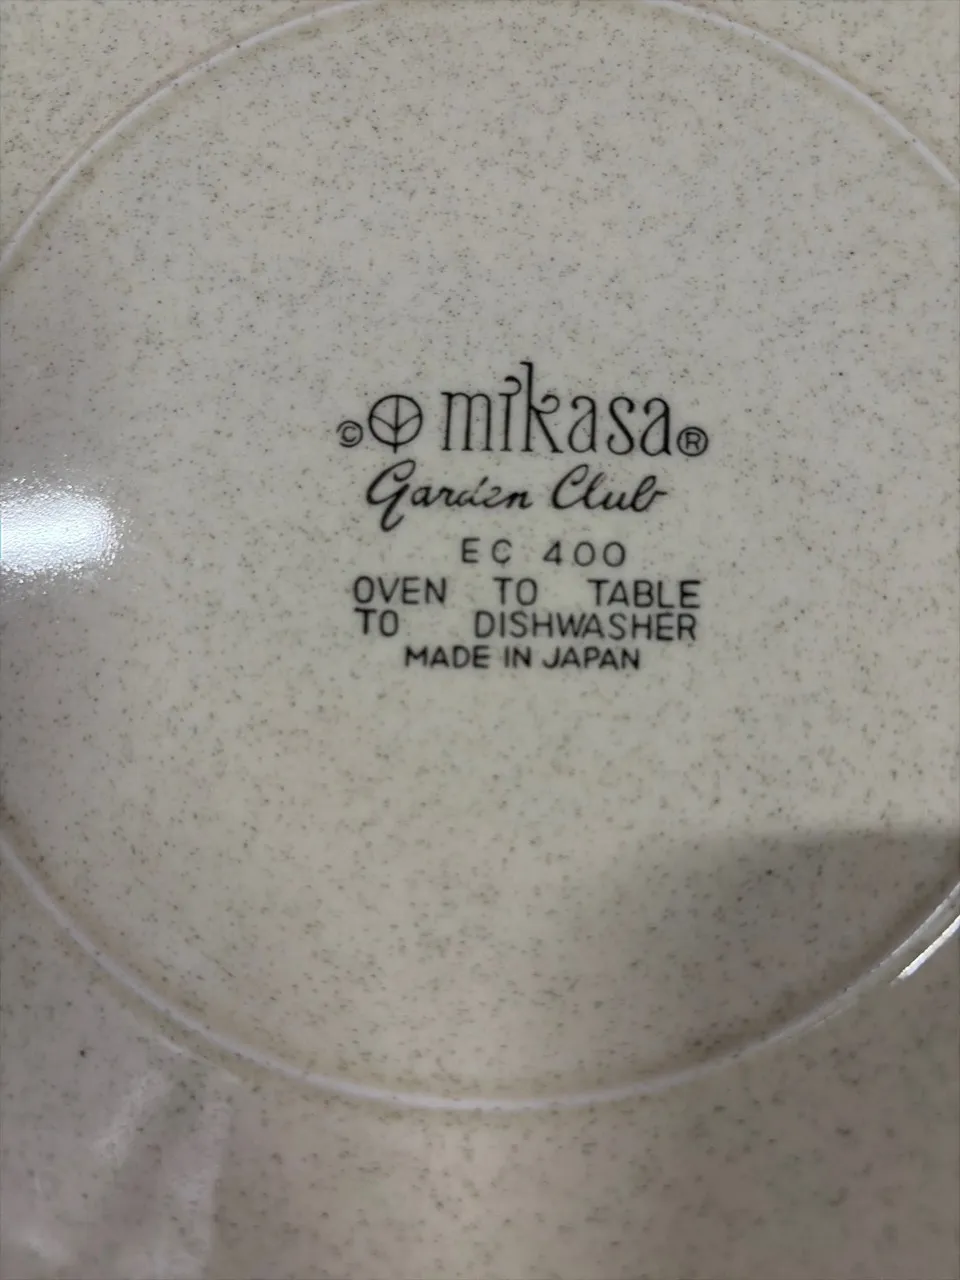 © mikasa®
Garden Club
EC 400
OVEN TO TABLE
TO DISHWASHER
MADE IN JAPAN